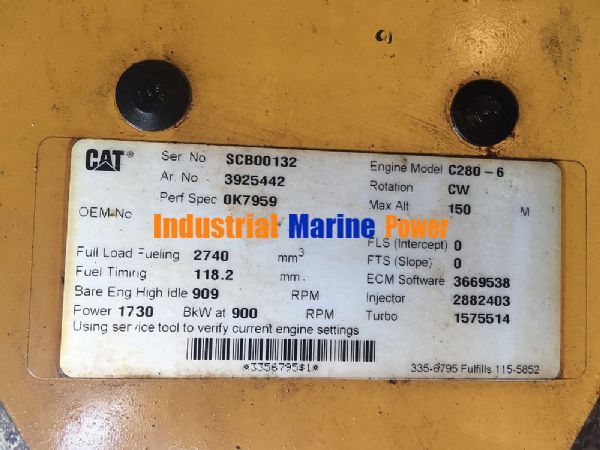 CAT®
Ser No SCB00132
Ar. No 3925442
Perf Spec 0K7959
OEM No
Engine Model C280-6
Rotation CW
Max Alt 150 M
Industrial Marine Power
Full Load Fueling 2740 mm3
Fuel Timing 118.2 mm
Bare Eng High Idle 909 RPM
Power 1730 BkW at 900 RPM
FLS (Intercept) 0
FTS (Slope) 0
ECM Software 3669538
Injector 2882403
Turbo 1575514
Using service tool to verify current engine settings
*3356795#1*
335-6795 Fulfills 115-5852